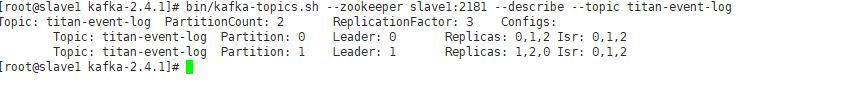 [root@slave1 kafka-2.4.1]# bin/kafka-topics.sh --zookeeper slave1:2181 --describe --topic titan-event-log
Topic: titan-event-log PartitionCount: 2 ReplicationFactor: 3 Configs:
Topic: titan-event-log Partition: 0 Leader: 0 Replicas: 0,1,2 Isr: 0,1,2
Topic: titan-event-log Partition: 1 Leader: 1 Replicas: 1,2,0 Isr: 0,1,2
[root@slave1 kafka-2.4.1]#